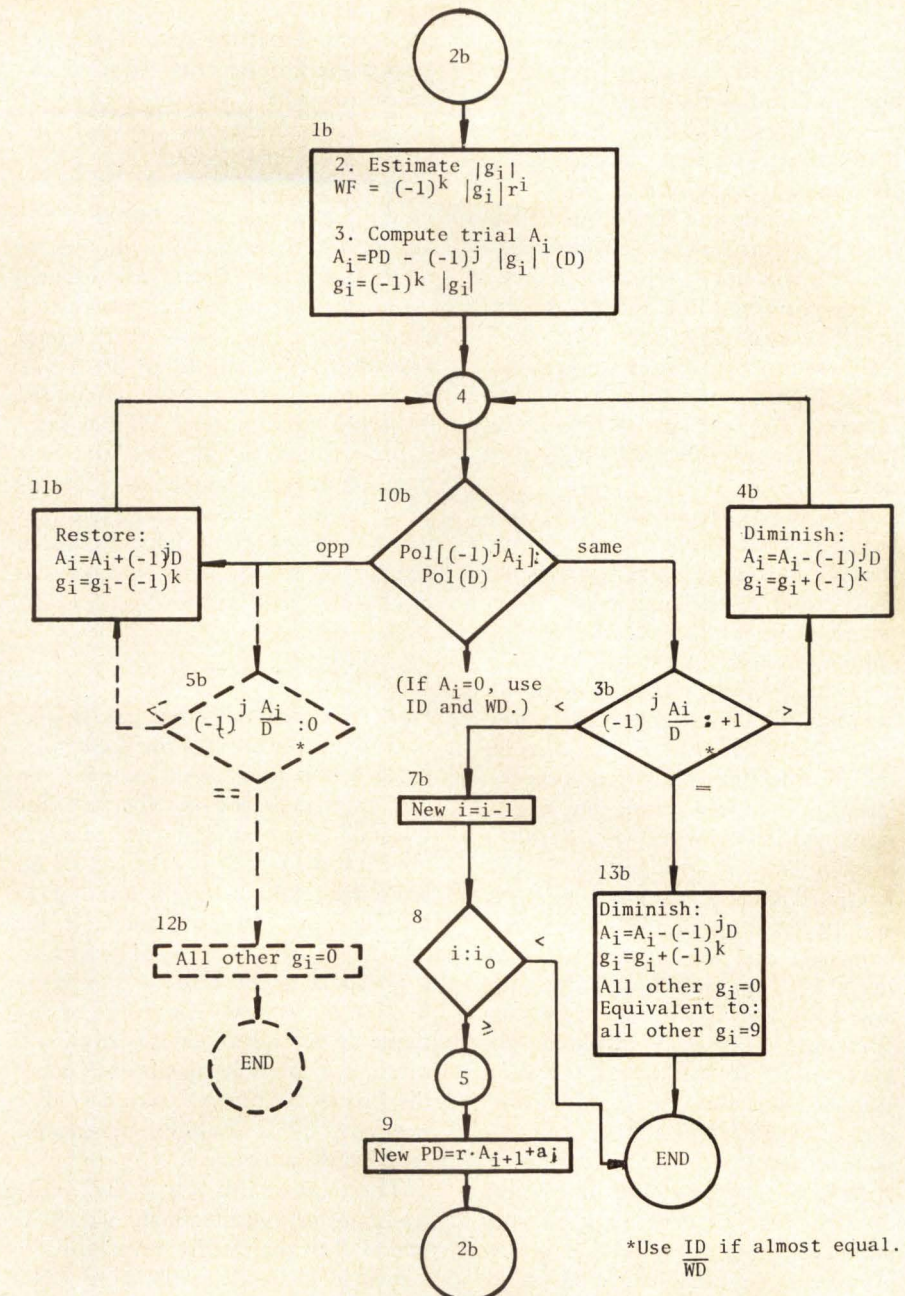 2b
1b
2. Estimate |gᵢ|
WF = (-1)ᵏ |gᵢ|rⁱ
3. Compute trial Aᵢ
Aᵢ=PD - (-1)ʲ |gᵢ|(D)
gᵢ=(-1)ᵏ |gᵢ|
4
11b
Restore:
Aᵢ=Aᵢ+(-1)ʲD
gᵢ=gᵢ-(-1)ᵏ
opp
10b
Pol[(-1)ʲAᵢ]:
Pol(D)
same
4b
Diminish:
Aᵢ=Aᵢ-(-1)ʲD
gᵢ=gᵢ+(-1)ᵏ
(If Aᵢ=0, use
ID and WD.)
5b
<
(-1)ʲ Aᵢ/D :0
*
==
3b
<
(-1)ʲ Ai/D : +1
*
>
=
7b
New i=i-1
12b
All other gᵢ=0
END
8
i:iₒ
<
≥
13b
Diminish:
Aᵢ=Aᵢ-(-1)ʲD
gᵢ=gᵢ+(-1)ᵏ
All other gᵢ=0
Equivalent to:
all other gᵢ=9
5
9
New PD=r·Aᵢ₊₁+aᵢ
END
2b
*Use ID/WD if almost equal.